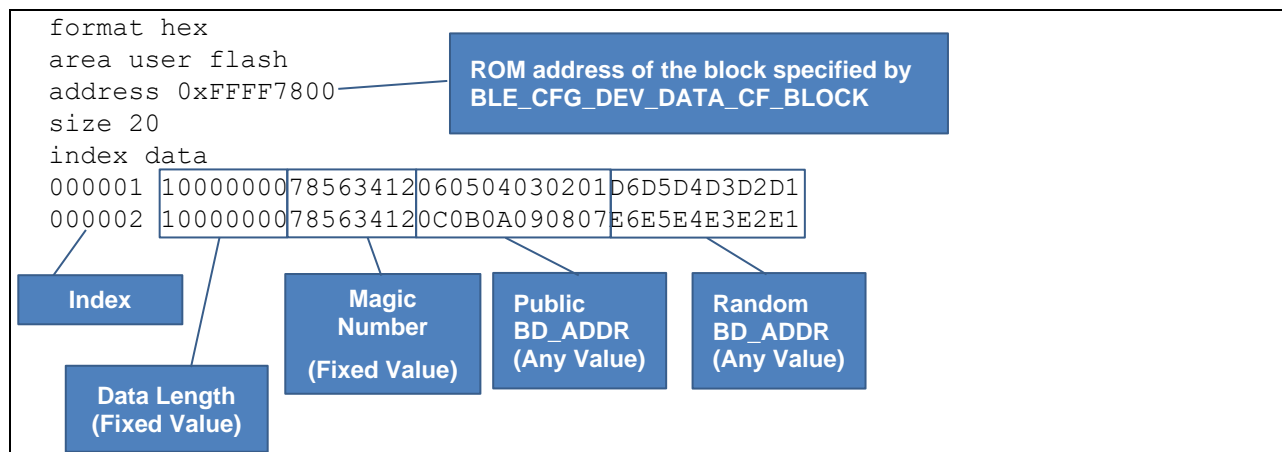 format hex
area user flash
address 0xFFFF7800
size 20
index data
000001 1000000078563412060504030201D6D5D4D3D2D1
000002 10000000785634120C0B0A090807E6E5E4E3E2E1
ROM address of the block specified by
BLE_CFG_DEV_DATA_CF_BLOCK
Index
Data Length
(Fixed Value)
Magic
Number
(Fixed Value)
Public
BD_ADDR
(Any Value)
Random
BD_ADDR
(Any Value)